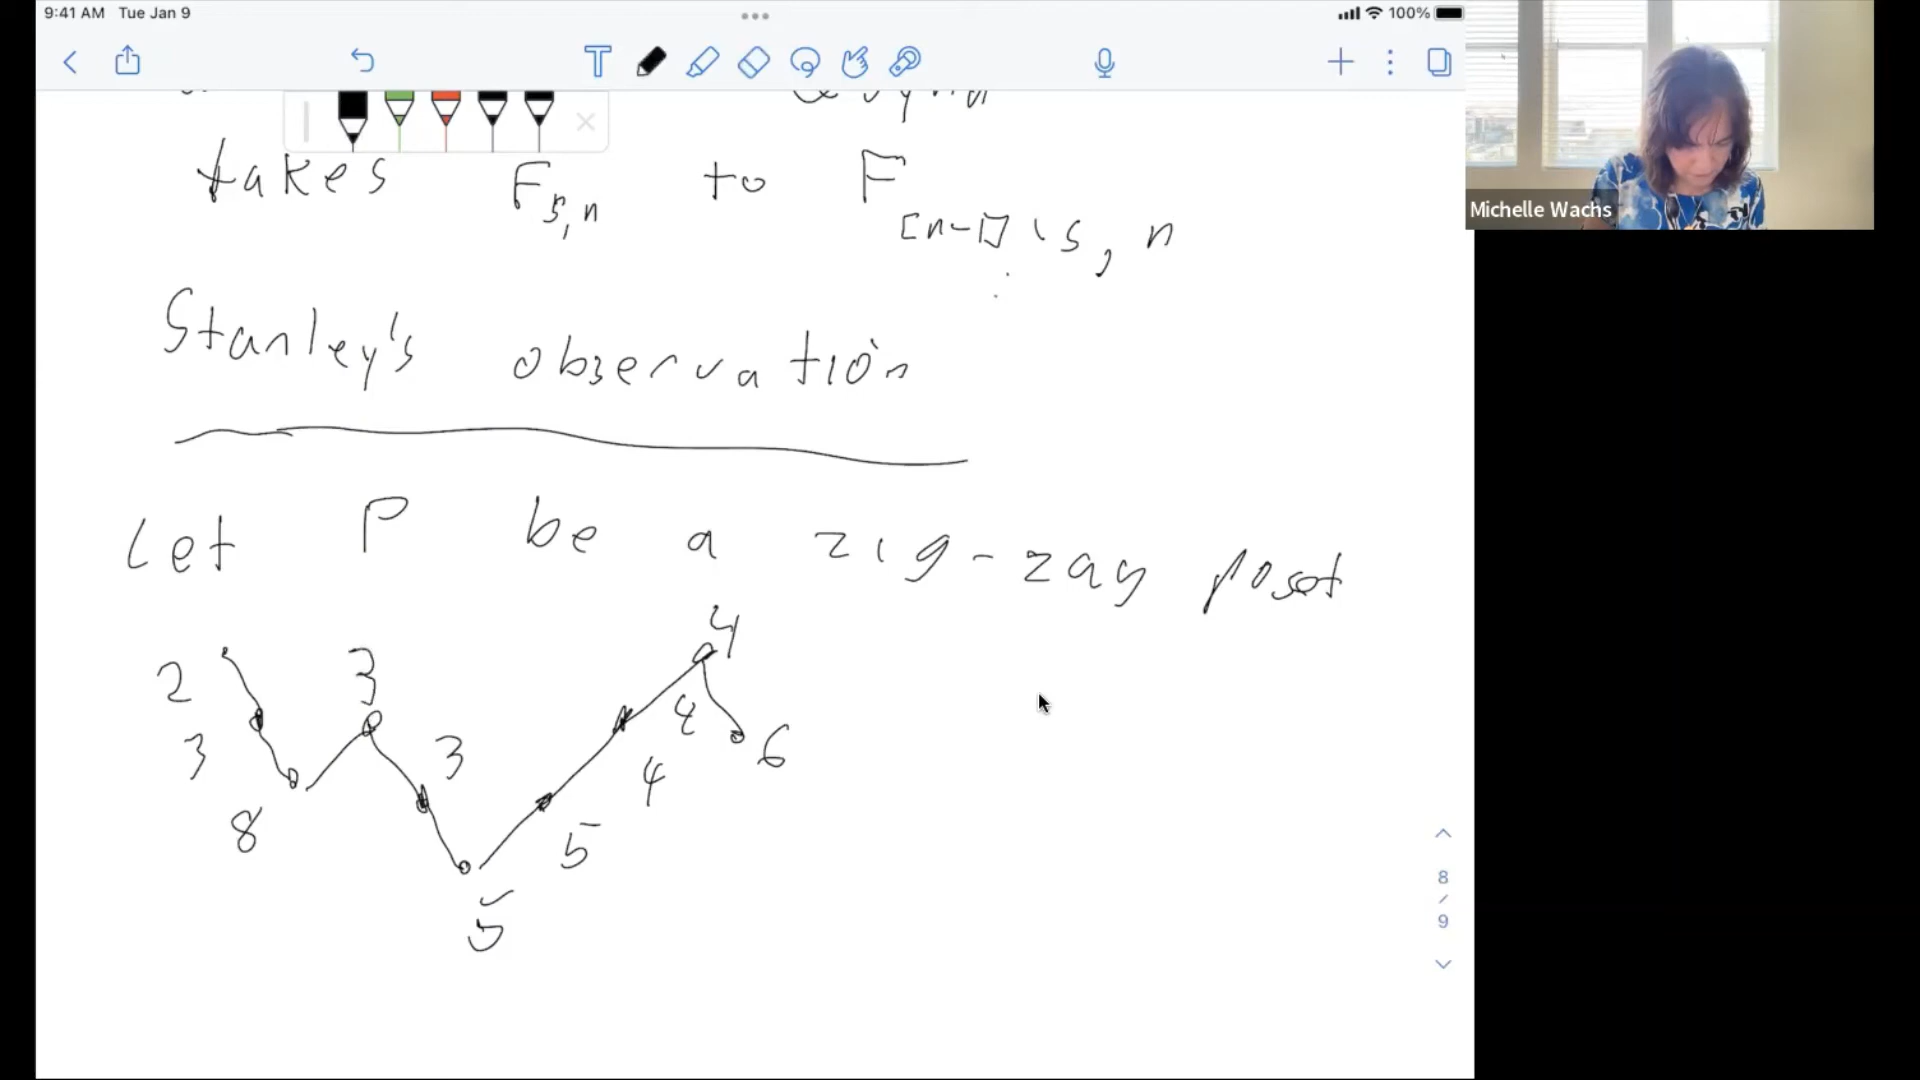 9:41 AM Tue Jan 9
100%
takes F_{S,n} to F_{[n-1]\S, n}
Michelle Wachs
Stanley's observation
Let P be a zig-zag poset
4
2 3
4
3 3 6
4
8 5
5
8
/
9